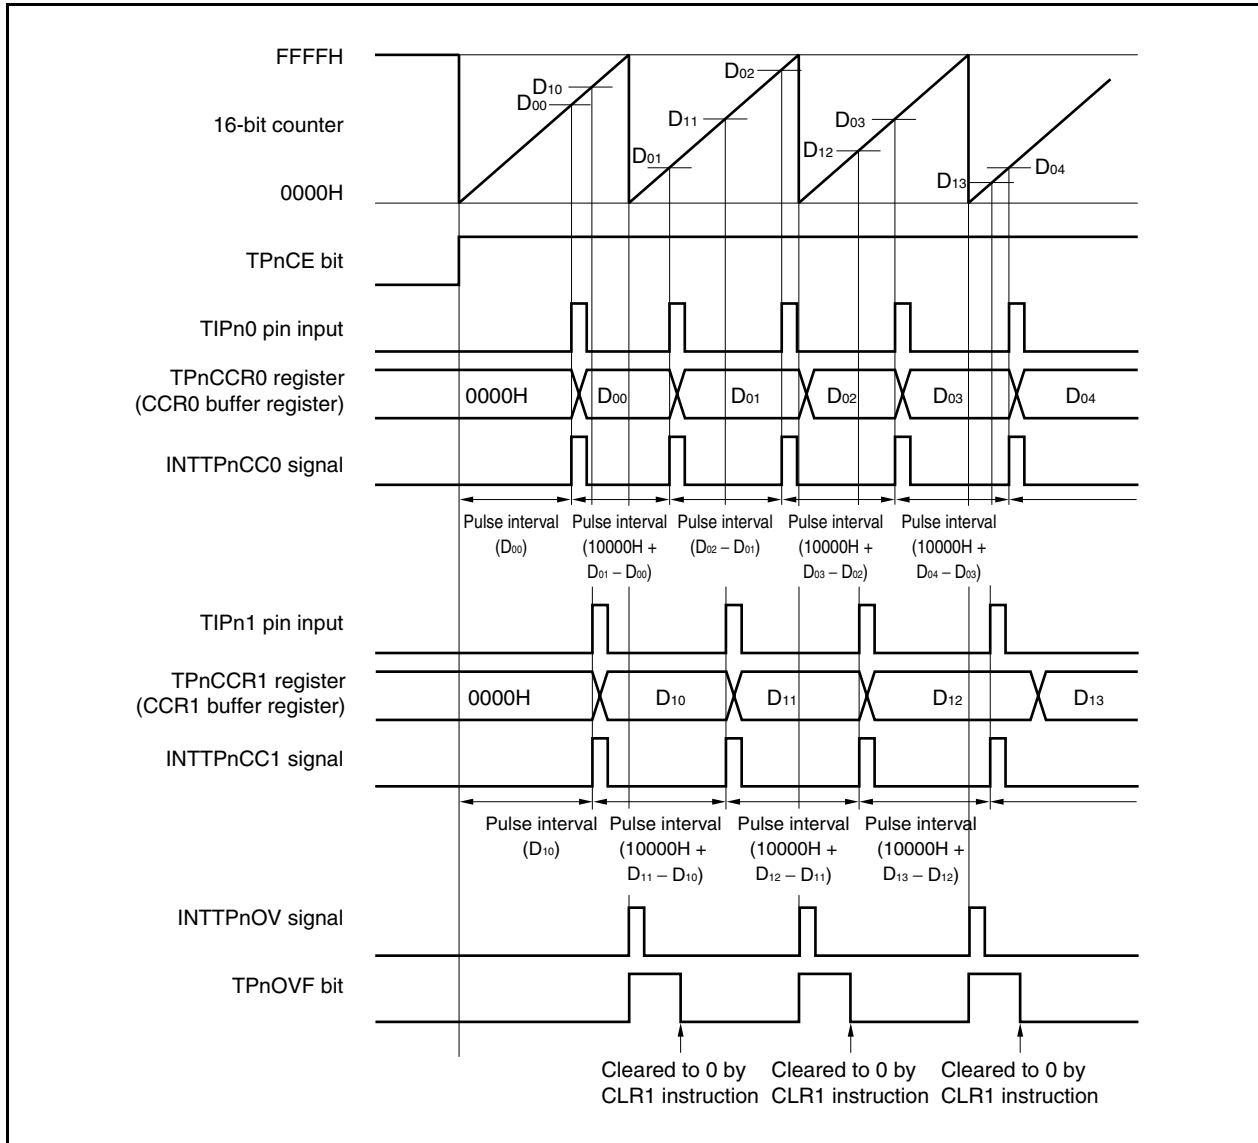 FFFFH
D10
D00
D02
16-bit counter
D11
D03
D12
D01
D04
D13
0000H
TPnCE bit
TIPn0 pin input
TPnCCR0 register
(CCR0 buffer register)
0000H D00 D01 D02 D03 D04
INTTPnCC0 signal
Pulse interval
(D00)
Pulse interval
(10000H +
D01 – D00)
Pulse interval
(D02 – D01)
Pulse interval
(10000H +
D03 – D02)
Pulse interval
(10000H +
D04 – D03)
TIPn1 pin input
TPnCCR1 register
(CCR1 buffer register)
0000H D10 D11 D12 D13
INTTPnCC1 signal
Pulse interval
(D10)
Pulse interval
(10000H +
D11 – D10)
Pulse interval
(10000H +
D12 – D11)
Pulse interval
(10000H +
D13 – D12)
INTTPnOV signal
TPnOVF bit
Cleared to 0 by
CLR1 instruction
Cleared to 0 by
CLR1 instruction
Cleared to 0 by
CLR1 instruction